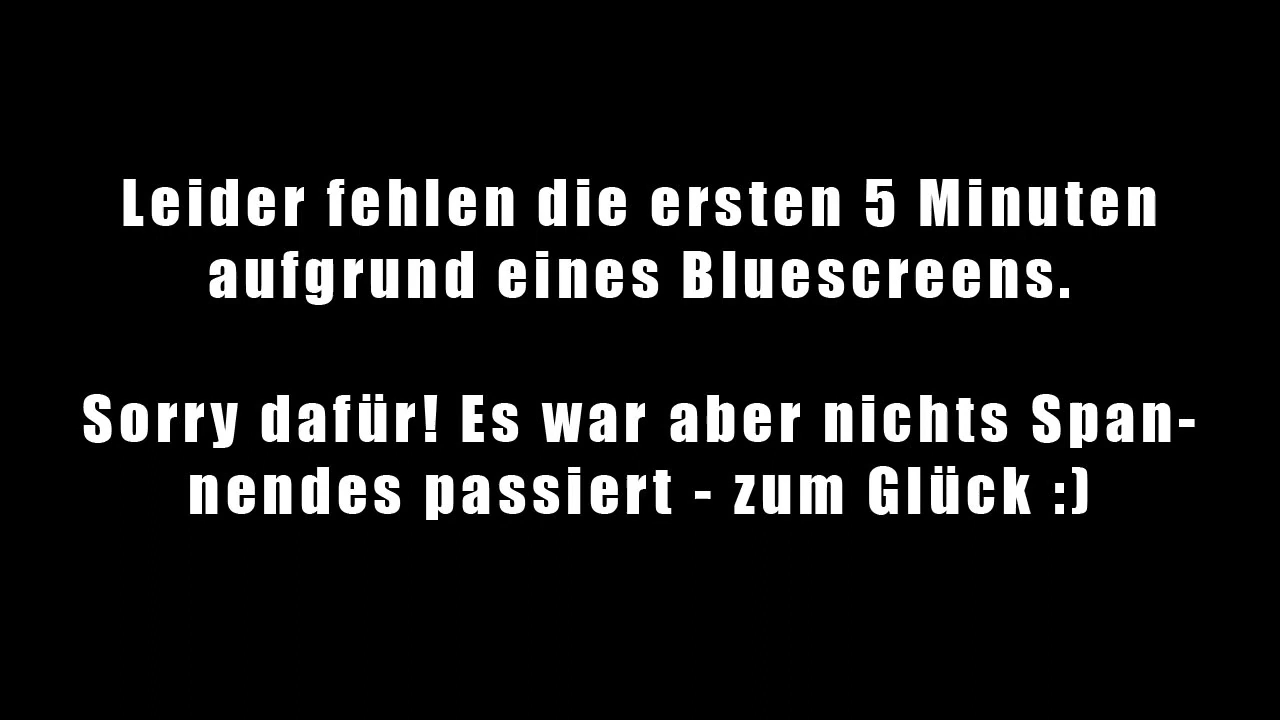 Leider fehlen die ersten 5 Minuten
aufgrund eines Bluescreens.
Sorry dafür! Es war aber nichts Span-
nendes passiert - zum Glück :)